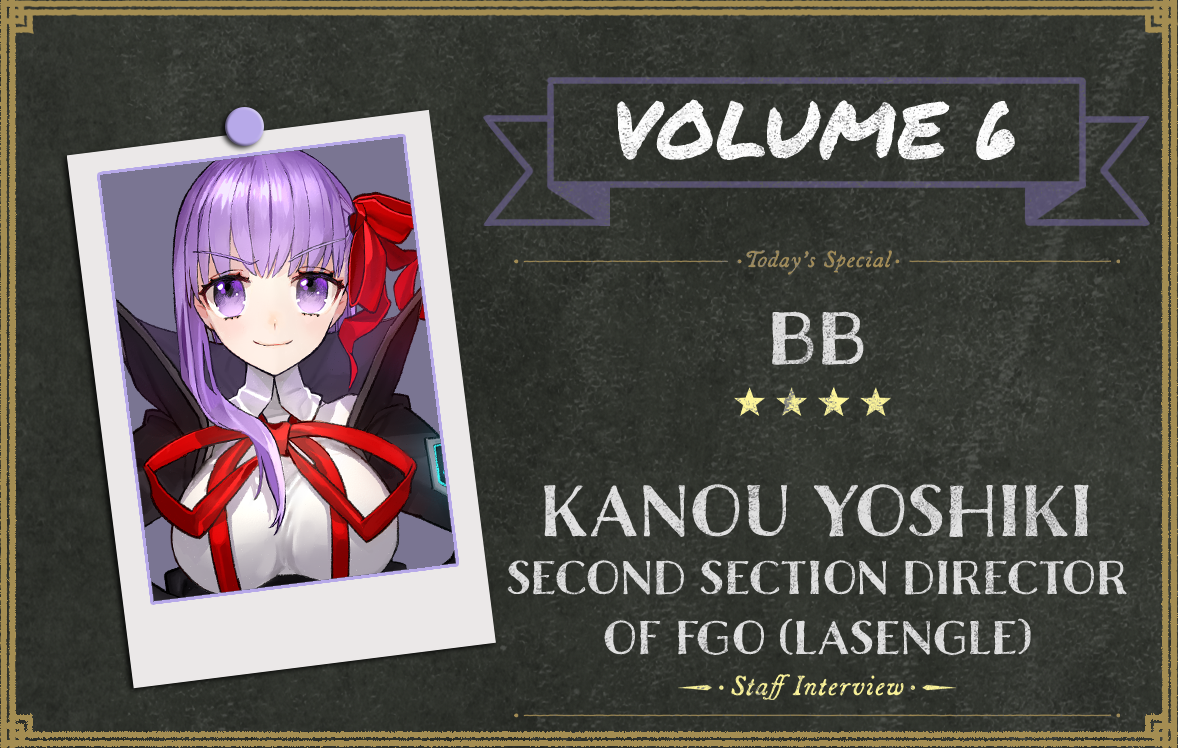 VOLUME 6
Today's Special
BB
KANOU YOSHIKI
SECOND SECTION DIRECTOR
OF FGO (LASENGLE)
Staff Interview